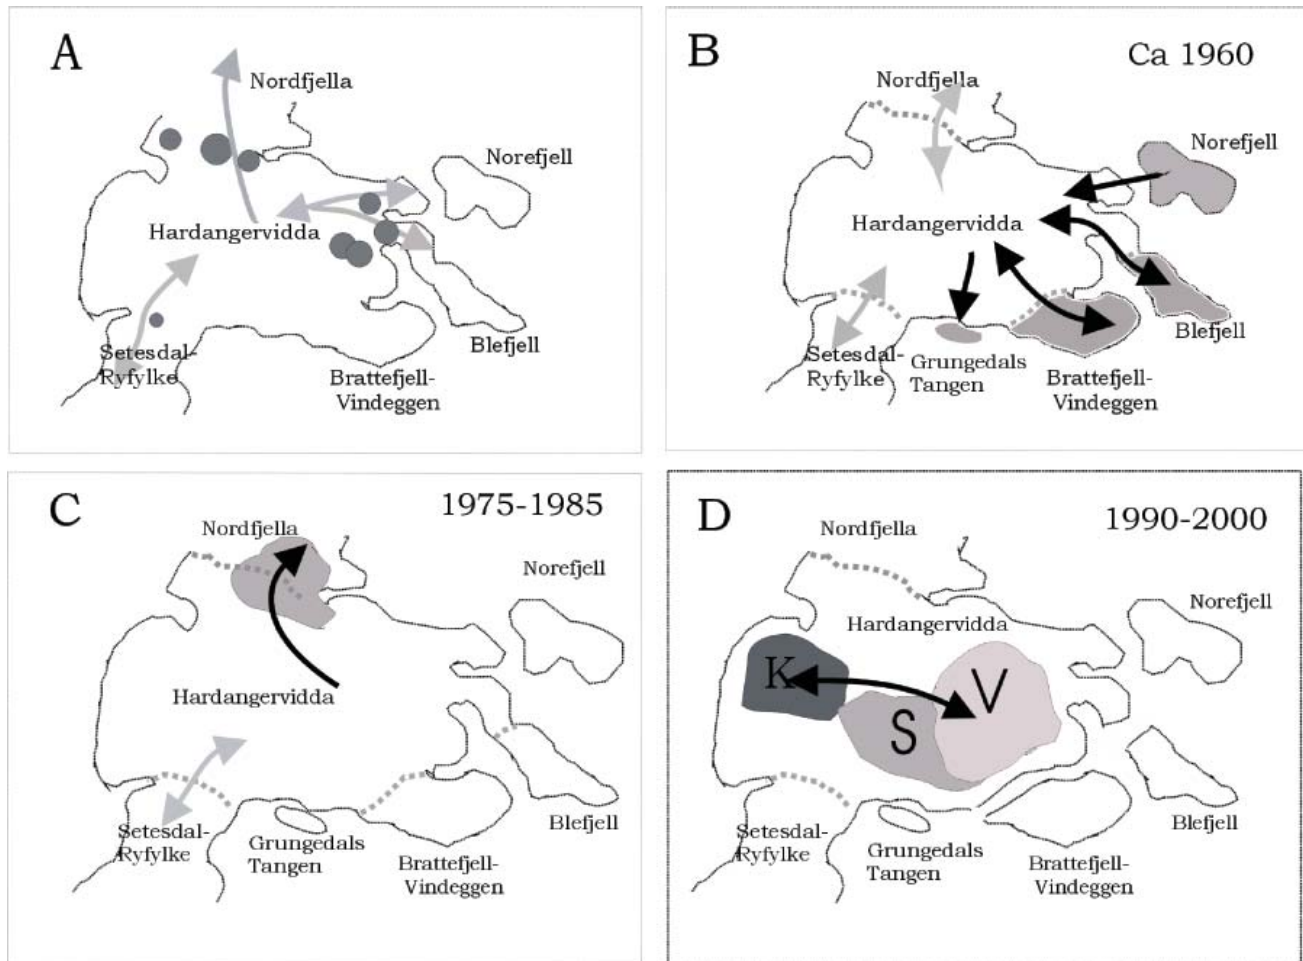 A
Nordfjella
Norefjell
Hardangervidda
Setesdal-
Ryfylke
Blefjell
Brattefjell-
Vindeggen
B
Ca 1960
Nordfjella
Norefjell
Hardangervidda
Setesdal-
Ryfylke
Grungedals
Tangen
Blefjell
Brattefjell-
Vindeggen
C
1975-1985
Nordfjella
Norefjell
Hardangervidda
Setesdal-
Ryfylke
Grungedals
Tangen
Blefjell
Brattefjell-
Vindeggen
D
1990-2000
Nordfjella
Norefjell
Hardangervidda
K
S
V
Setesdal-
Ryfylke
Grungedals
Tangen
Blefjell
Brattefjell-
Vindeggen